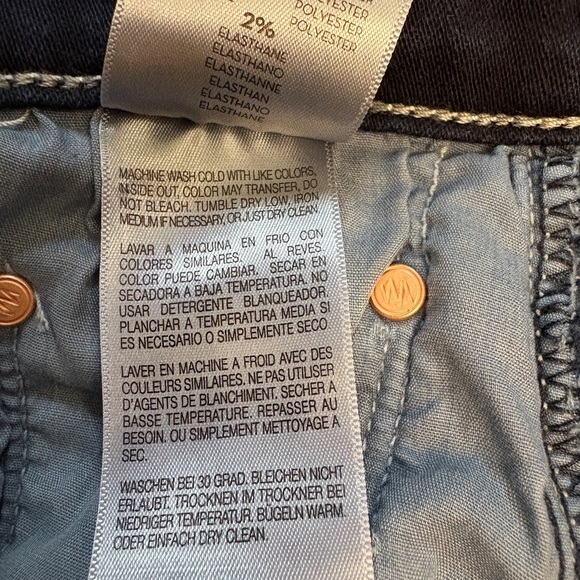 POLYESTER
POLYESTER
POLYESTER
2%
ELASTHANE
ELASTHANO
ELASTHANNE
ELASTHAN
ELASTHANO
ELASTHANE
MACHINE WASH COLD WITH LIKE COLORS,
INSIDE OUT. COLOR MAY TRANSFER, DO
NOT BLEACH. TUMBLE DRY LOW, IRON
MEDIUM IF NECESSARY, OR JUST DRY CLEAN.
LAVAR A MAQUINA EN FRIO CON
COLORES SIMILARES. AL REVES
COLOR PUEDE CAMBIAR. SECAR EN
SECADORA A BAJA TEMPERATURA. NO
USAR DETERGENTE BLANQUEADOR
PLANCHAR A TEMPERATURA MEDIA SI
ES NECESARIO O SIMPLEMENTE SECO
LAVER EN MACHINE A FROID AVEC DES
COULEURS SIMILAIRES. NE PAS UTILISER
D'AGENTS DE BLANCHIMENT. SECHER A
BASSE TEMPERATURE. REPASSER AU
BESOIN. OU SIMPLEMENT METTOYAGE A
SEC.
WASCHEN BEI 30 GRAD. BLEICHEN NICHT
ERLAUBT. TROCKNEN IM TROCKNER BEI
NIEDRIGER TEMPERATUR. BÜGELN WARM
ODER EINFACH DRY CLEAN.